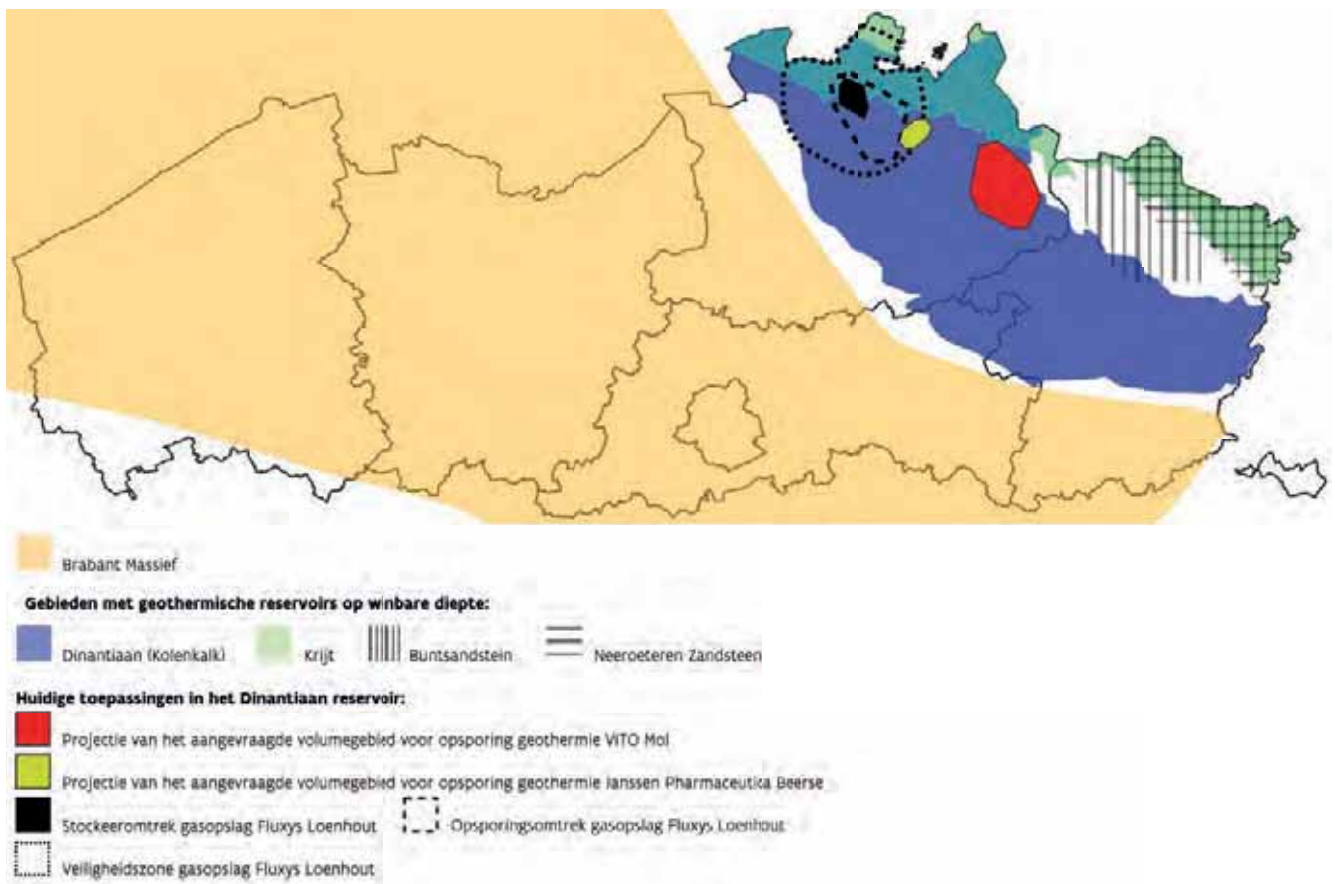 Brabant Massief
Gebieden met geothermische reservoirs op winbare diepte:
Dinantiaan (Kolenkalk) Krijt Buntsandstein Neeroeteren Zandsteen
Huidige toepassingen in het Dinantiaan reservoir:
Projectie van het aangevraagde volumegebied voor opsporing geothermie VITO Mol
Projectie van het aangevraagde volumegebied voor opsporing geothermie Janssen Pharmaceutika Beerse
Stockeeromtrek gasopslag Fluxys Loenhout Opsporingsomtrek gasopslag Fluxys Loenhout
Veiligheidszone gasopslag Fluxys Loenhout